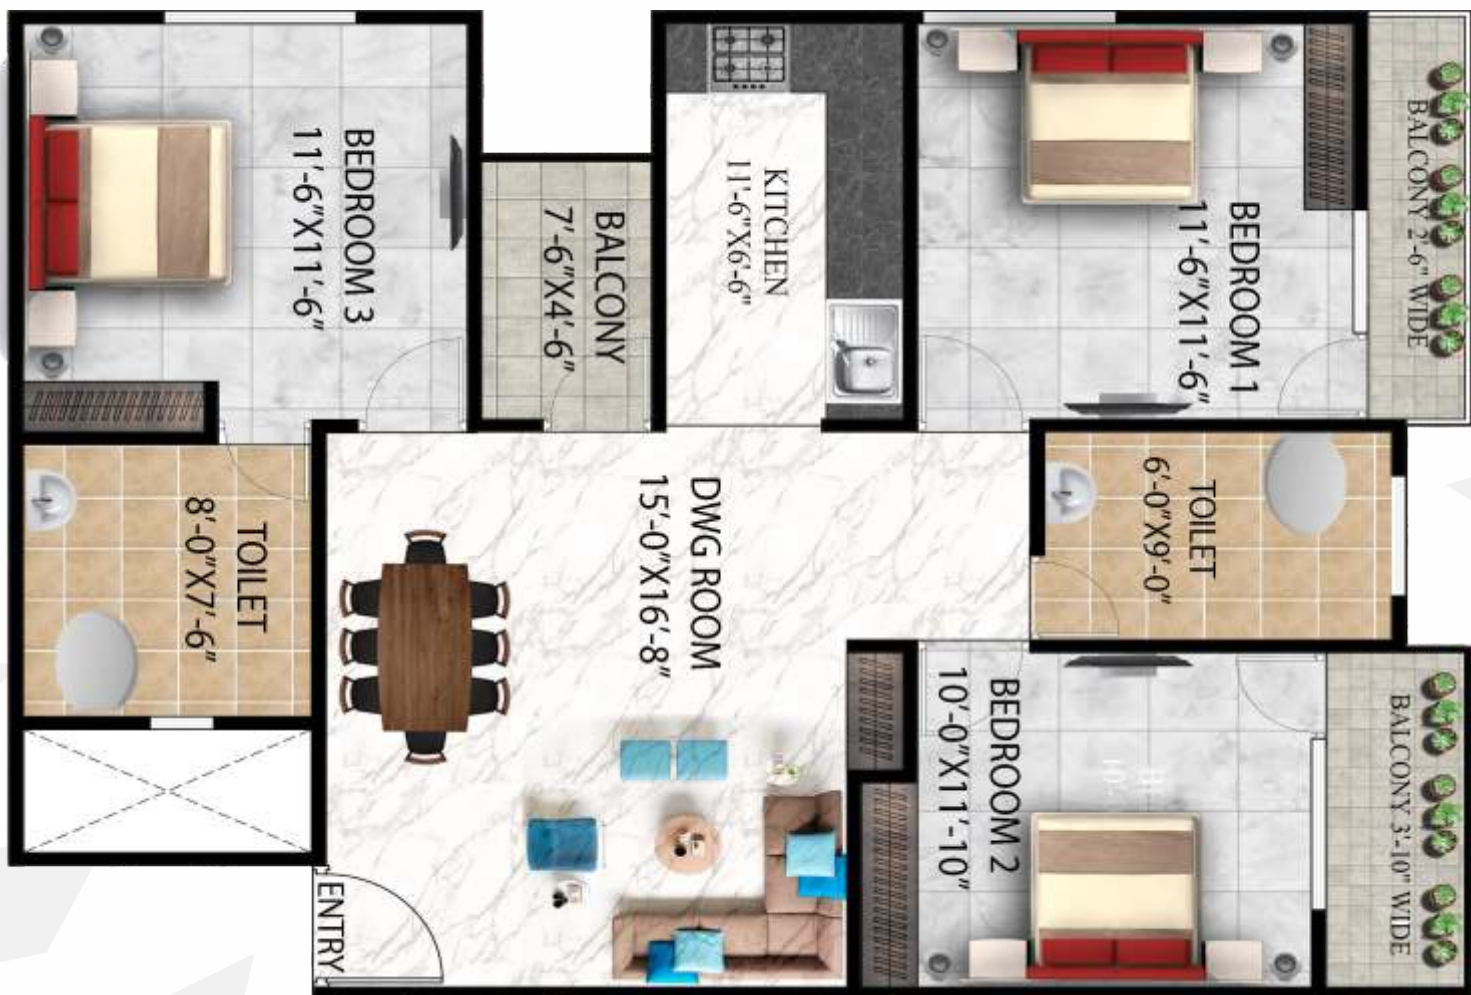 BEDROOM 3
11'-6"X11'-6"
BALCONY
7'-6"X4'-6"
KITCHEN
11'-6"X6'-6"
BEDROOM 1
11'-6"X11'-6"
BALCONY 2'-6" WIDE
TOILET
8'-0"X7'-6"
DWG ROOM
15'-0"X16'-8"
TOILET
6'-0"X9'-0"
BEDROOM 2
10'-0"X11'-10"
BALCONY 3'-10" WIDE
ENTRY